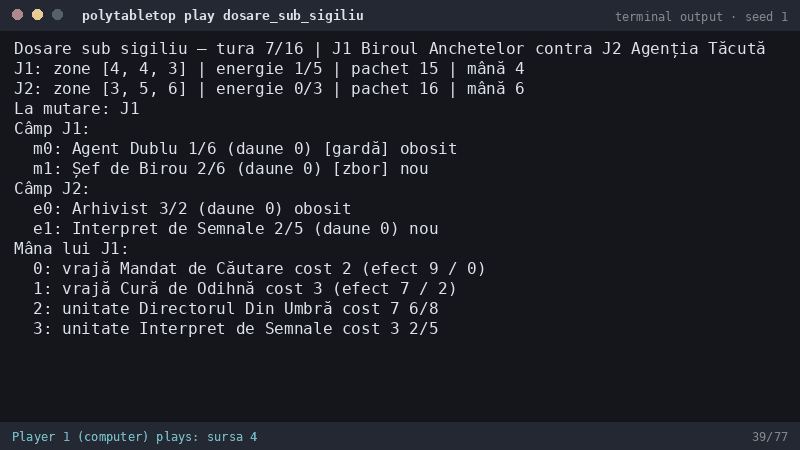 polytabletop play dosare_sub_sigiliu
terminal output · seed 1
Dosare sub sigiliu — tura 7/16 | J1 Biroul Anchetelor contra J2 Agenția Tăcută
J1: zone [4, 4, 3] | energie 1/5 | pachet 15 | mână 4
J2: zone [3, 5, 6] | energie 0/3 | pachet 16 | mână 6
La mutare: J1
Câmp J1:
m0: Agent Dublu 1/6 (daune 0) [gardă] obosit
m1: Șef de Birou 2/6 (daune 0) [zbor] nou
Câmp J2:
e0: Arhivist 3/2 (daune 0) obosit
e1: Interpret de Semnale 2/5 (daune 0) nou
Mâna lui J1:
0: vrajă Mandat de Căutare cost 2 (efect 9 / 0)
1: vrajă Cură de Odihnă cost 3 (efect 7 / 2)
2: unitate Directorul Din Umbră cost 7 6/8
3: unitate Interpret de Semnale cost 3 2/5
Player 1 (computer) plays: sursa 4
39/77